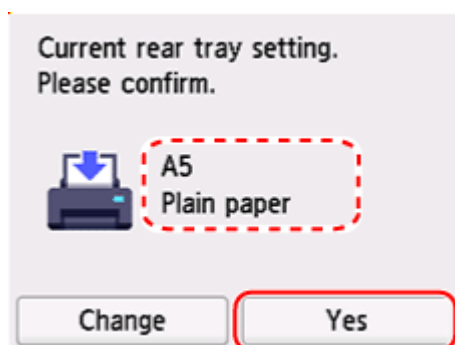 Current rear tray setting.
Please confirm.
A5
Plain paper
Change
Yes